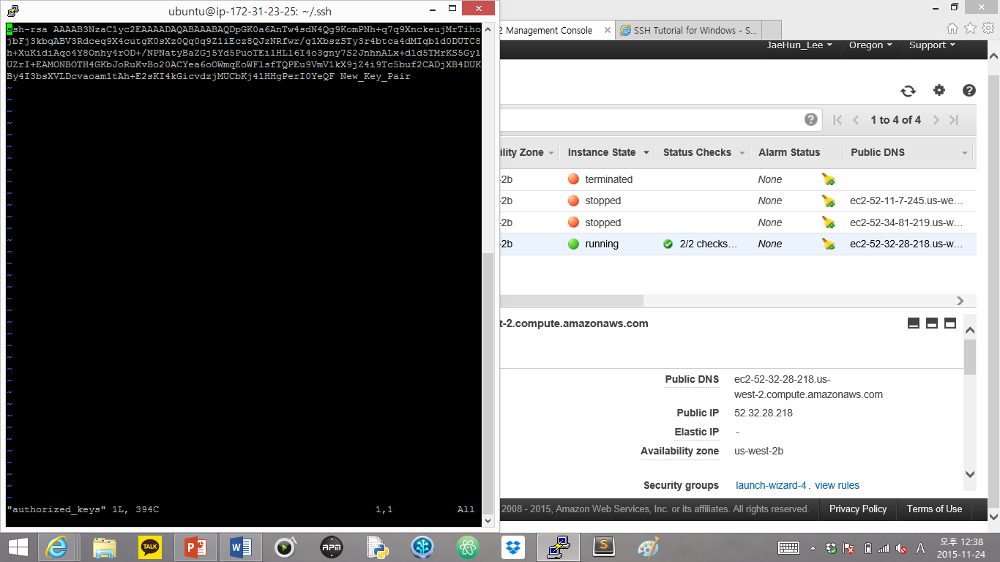 ubuntu@ip-172-31-23-25: ~/.ssh
ssh-rsa AAAAB3NzaC1yc2EAAAADAQABAAABAQDpGK0a6AnTw4sdN4Qg9KomPNh+q7q9XnckeujMrTiho
jbFj3kbqABV3Rdceq9X4cutgK0sXz0Qq0q9Z1iEcz8QJzNRfwr/g1XbszSTy3r4btca4dMIqb1d0DUTC8
h+XuKidiAqo4Y8Onhy4rOD+/NPNatyBaZGj5Yd5PuoTEilHLl6I4o3gny7S2JnhnALx+d1d5TMrKS5Gyl
UZrI+EAMONBOTH4GKbJoRuKvBo20ACYea6oOWmqEoWFlsfTQPEu9VmV1kX9jZ4i9Tc5buf2CADjXB4DUK
By4I3bsXVLDcvaoam1tAh+E2sKI4kGicvdzjMUCbKj41HHgPerI0YeQF New_Key_Pair
"authorized_keys" 1L, 394C 1,1 All
2 Management Console
SSH Tutorial for Windows - S...
JaeHun_Lee Oregon Support
1 to 4 of 4
ility Zone Instance State Status Checks Alarm Status Public DNS
-2b terminated None
-2b stopped None ec2-52-11-7-245.us-we...
-2b stopped None ec2-52-34-81-219.us-w...
-2b running 2/2 checks... None ec2-52-32-28-218.us-w...
t-2.compute.amazonaws.com
Public DNS ec2-52-32-28-218.us-
west-2.compute.amazonaws.com
Public IP 52.32.28.218
Elastic IP -
Availability zone us-west-2b
Security groups launch-wizard-4. view rules
2008 - 2015, Amazon Web Services, Inc. or its affiliates. All rights reserved. Privacy Policy Terms of Use
TALK
APM
A
오후 12:38
2015-11-24